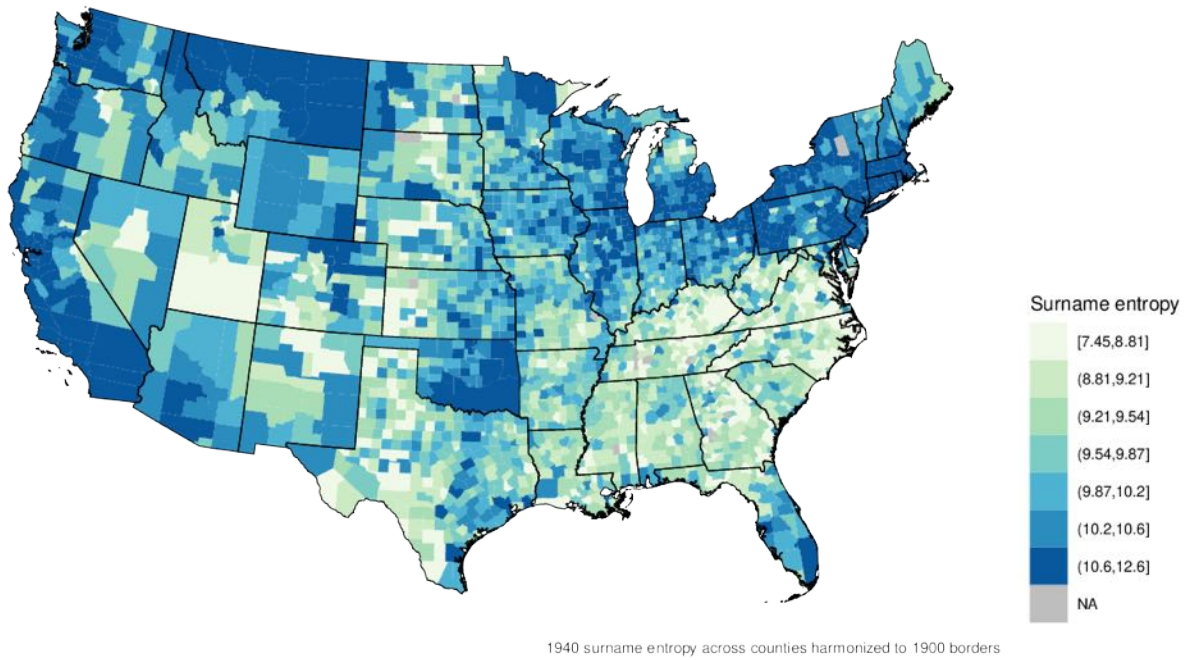 Surname entropy
[7.45,8.81]
(8.81,9.21]
(9.21,9.54]
(9.54,9.87]
(9.87,10.2]
(10.2,10.6]
(10.6,12.6]
NA
1940 surname entropy across counties harmonized to 1900 borders